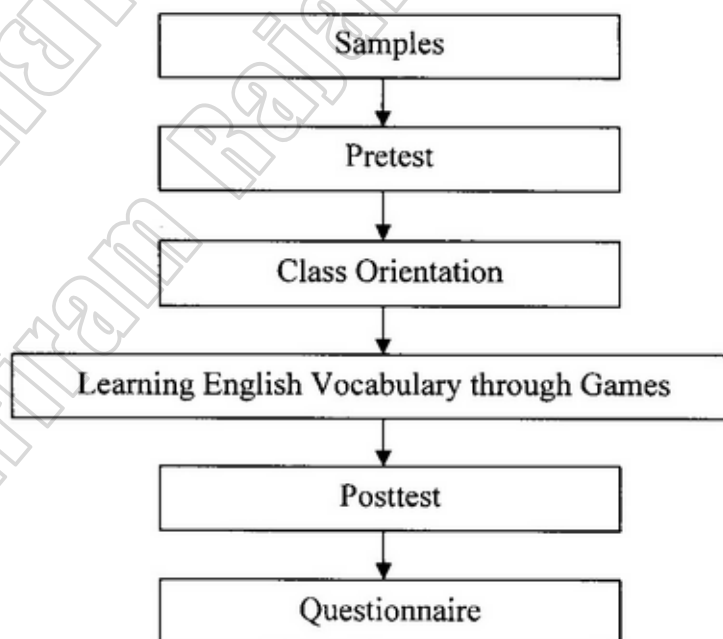 Samples
Pretest
Class Orientation
Learning English Vocabulary through Games
Posttest
Questionnaire